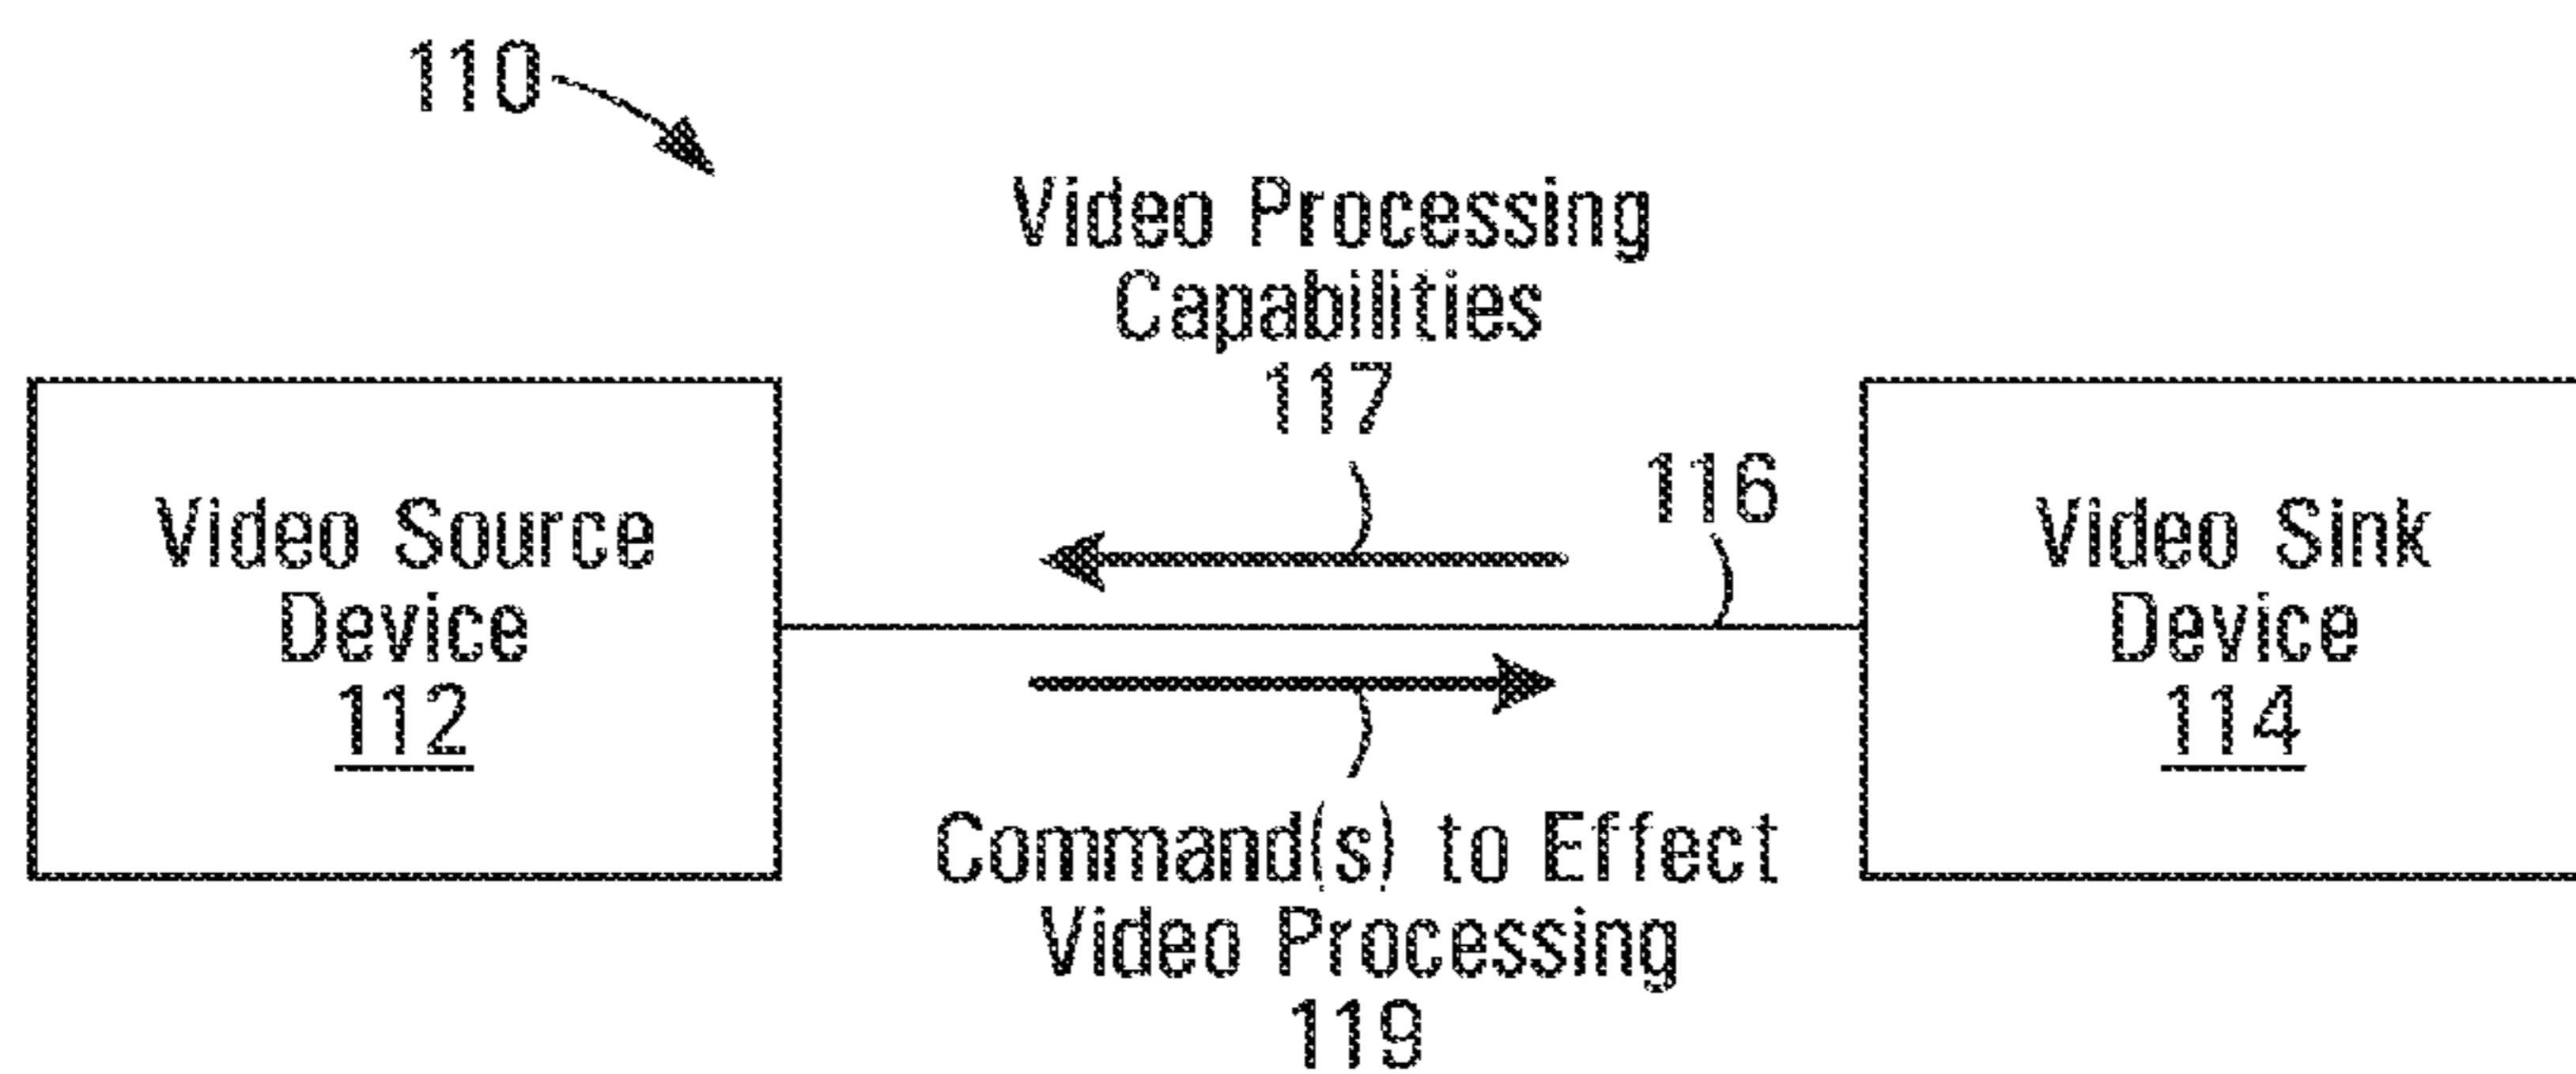 110
Video Processing
Capabilities
117
116
Video Source
Device
112
Video Sink
Device
114
Command(s) to Effect
Video Processing
119